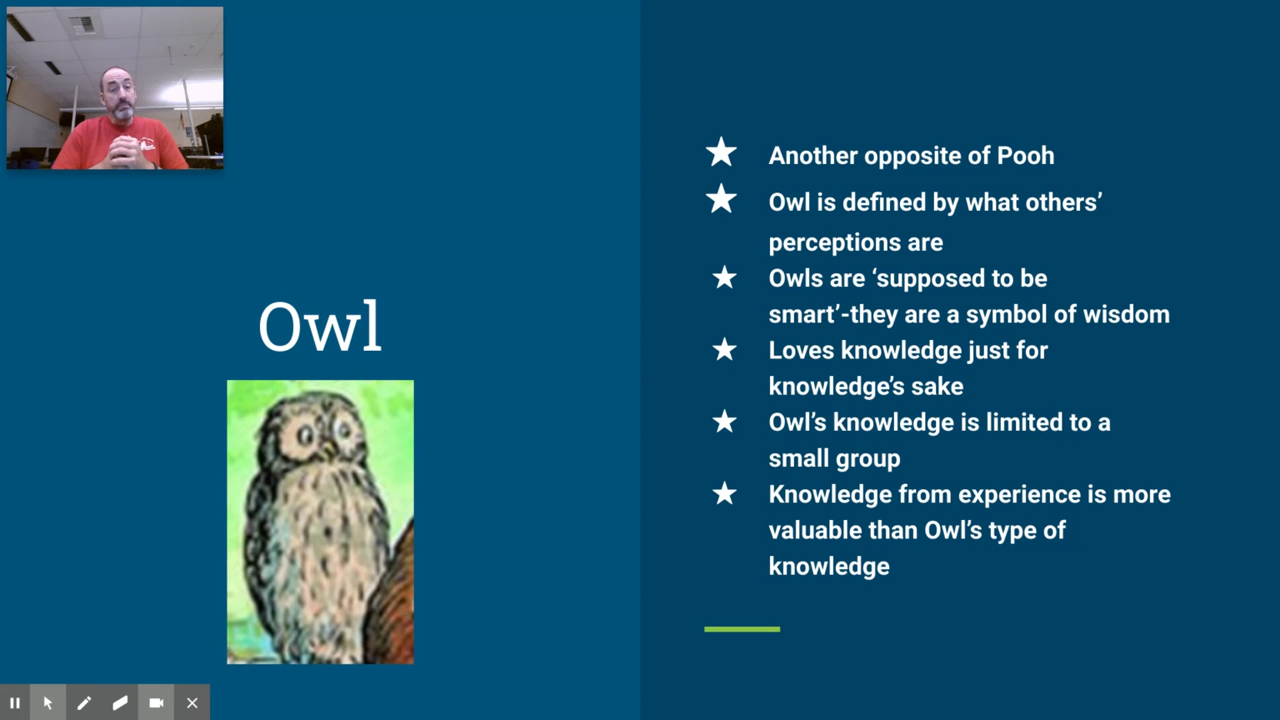 Owl
Another opposite of Pooh
Owl is defined by what others’
perceptions are
Owls are ‘supposed to be
smart’-they are a symbol of wisdom
Loves knowledge just for
knowledge’s sake
Owl’s knowledge is limited to a
small group
Knowledge from experience is more
valuable than Owl’s type of
knowledge